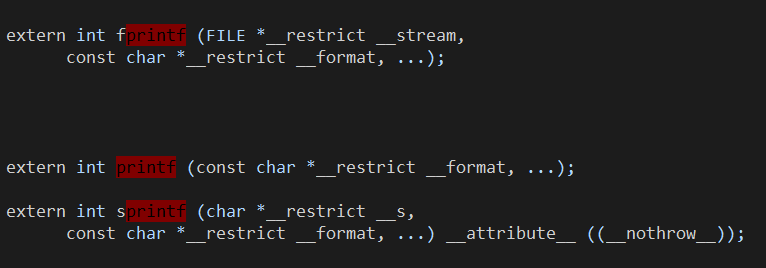 extern int fprintf (FILE *__restrict __stream,
const char *__restrict __format, ...);
extern int printf (const char *__restrict __format, ...);
extern int sprintf (char *__restrict __s,
const char *__restrict __format, ...) __attribute__ ((__nothrow__));